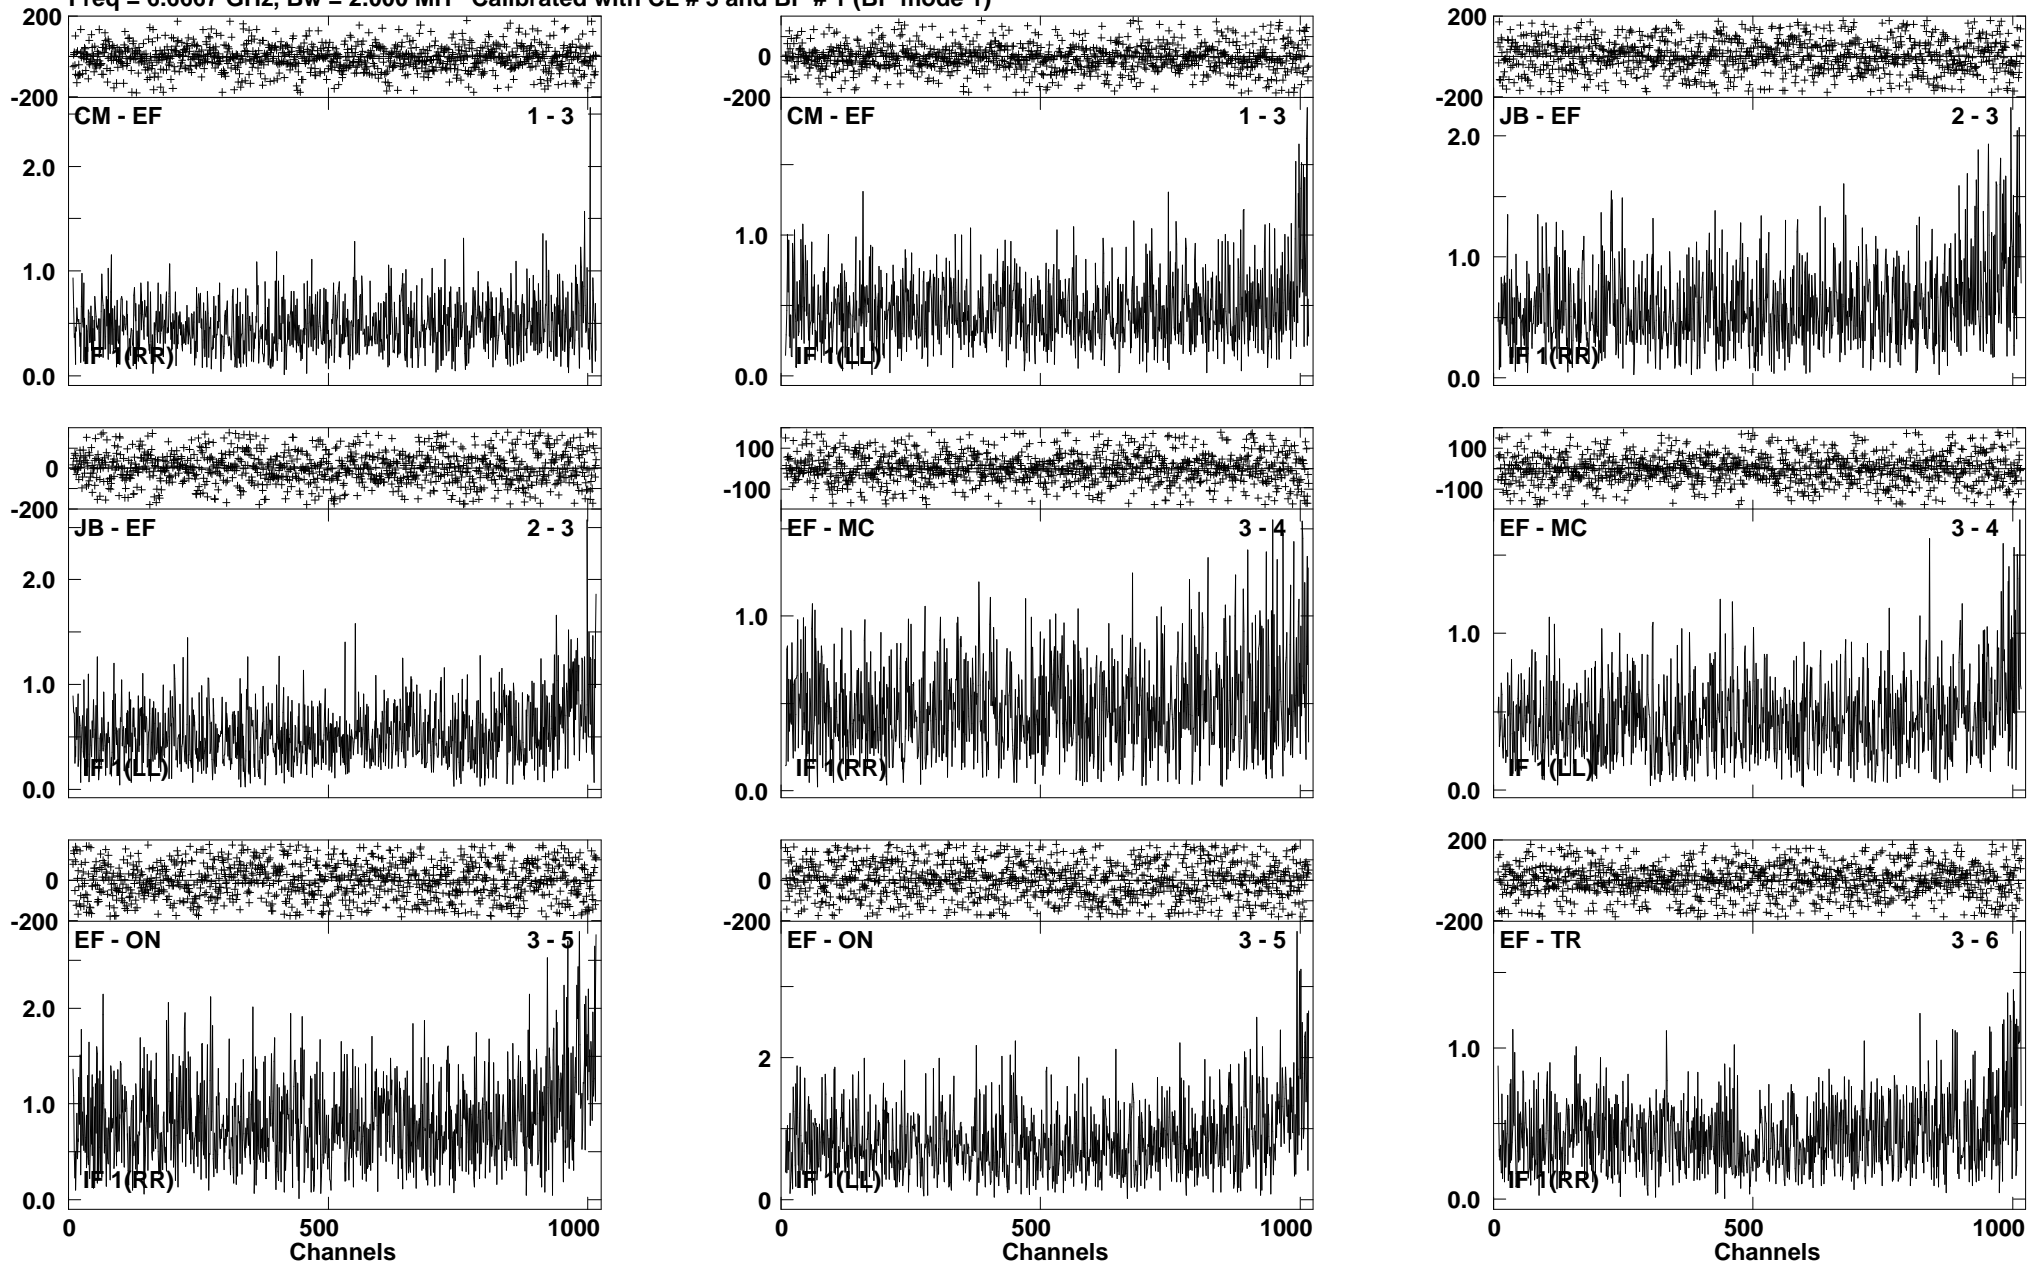 Freq = 6.6667 GHz, Bw = 2.000 MH Calibrated with CL # 3 and BP # 1 (BP mode 1)
200 0 200
0
-200 -200 -200
CM - EF 1 - 3 CM - EF 1 - 3 JB - EF 2 - 3
2.0 2.0
1.0 1.0 1.0
IF 1(RR) IF 1(LL) IF 1(RR)
0.0 0.0 0.0
0 100 100
-200 -100 -100
JB - EF 2 - 3 EF - MC 3 - 4 EF - MC 3 - 4
2.0
1.0 1.0 1.0
IF 1(LL) IF 1(RR) IF 1(LL)
0.0 0.0 0.0
0 0 200
-200 -200 -200
EF - ON 3 - 5 EF - ON 3 - 5 EF - TR 3 - 6
2.0 2 1.0
1.0
IF 1(RR) IF 1(LL) IF 1(RR)
0.0 0 0.0
0 500 1000 0 500 1000 0 500 1000
Channels Channels Channels